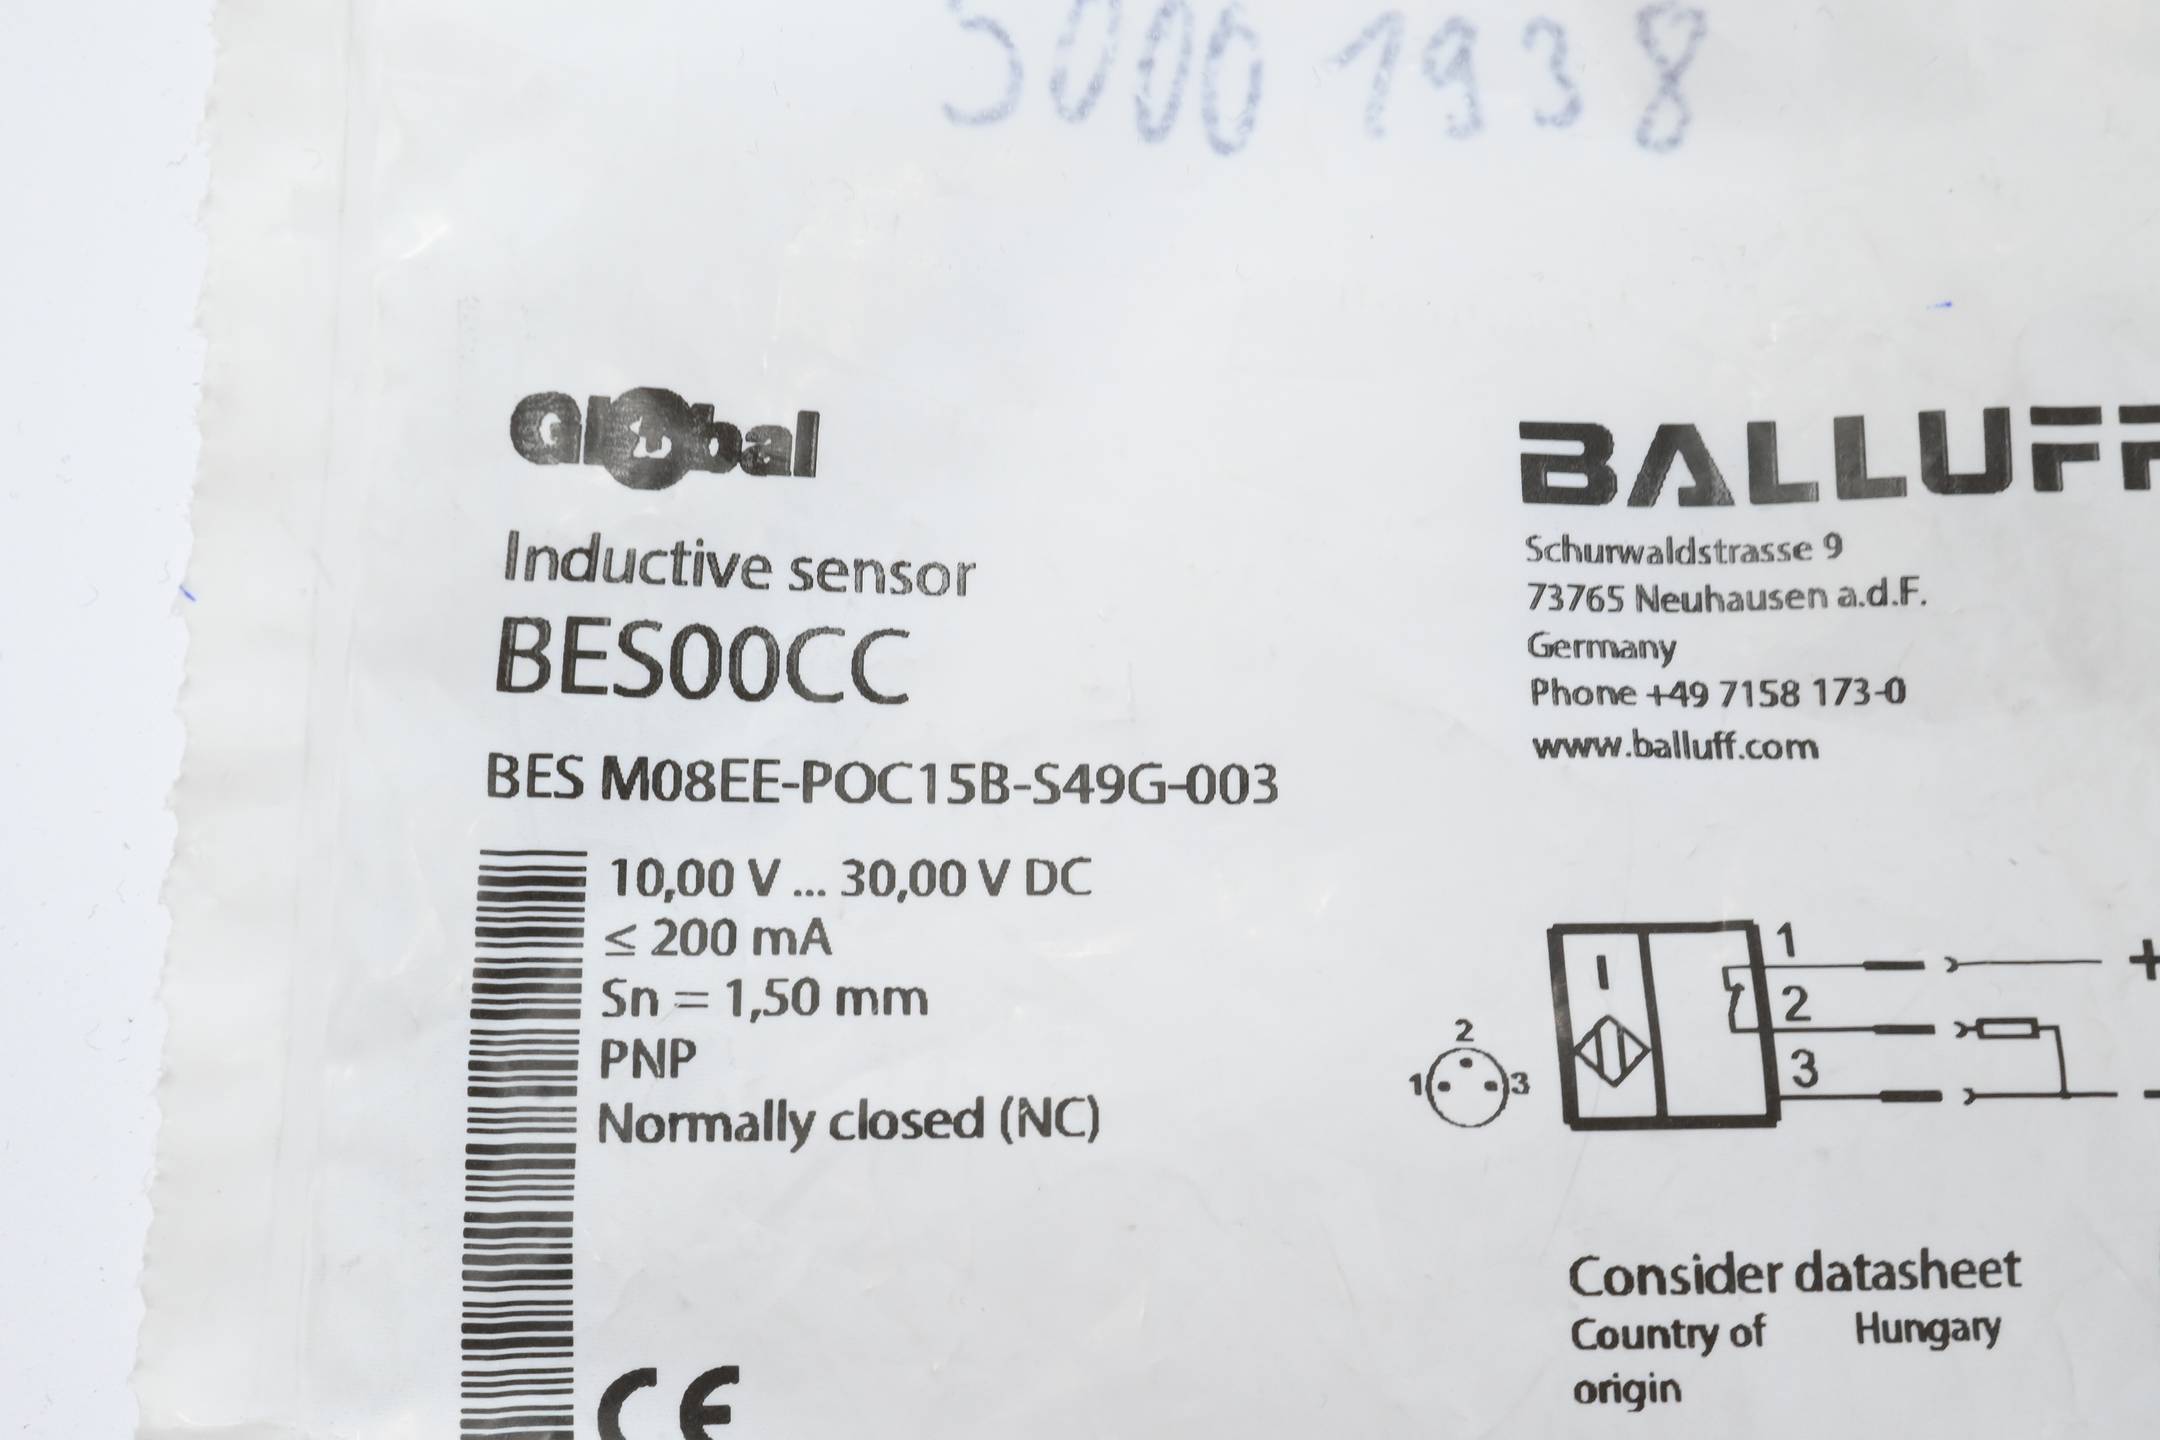 50001938
Global
Inductive sensor
BES00CC
BES M08EE-POC15B-S49G-003
10,00 V ... 30,00 V DC
≤ 200 mA
Sn = 1,50 mm
PNP
Normally closed (NC)
CE
BALLUFF
Schurwaldstrasse 9
73765 Neuhausen a.d.F.
Germany
Phone +49 7158 173-0
www.balluff.com
1
2
3
+
-
2
1
3
Consider datasheet
Country of Hungary
origin